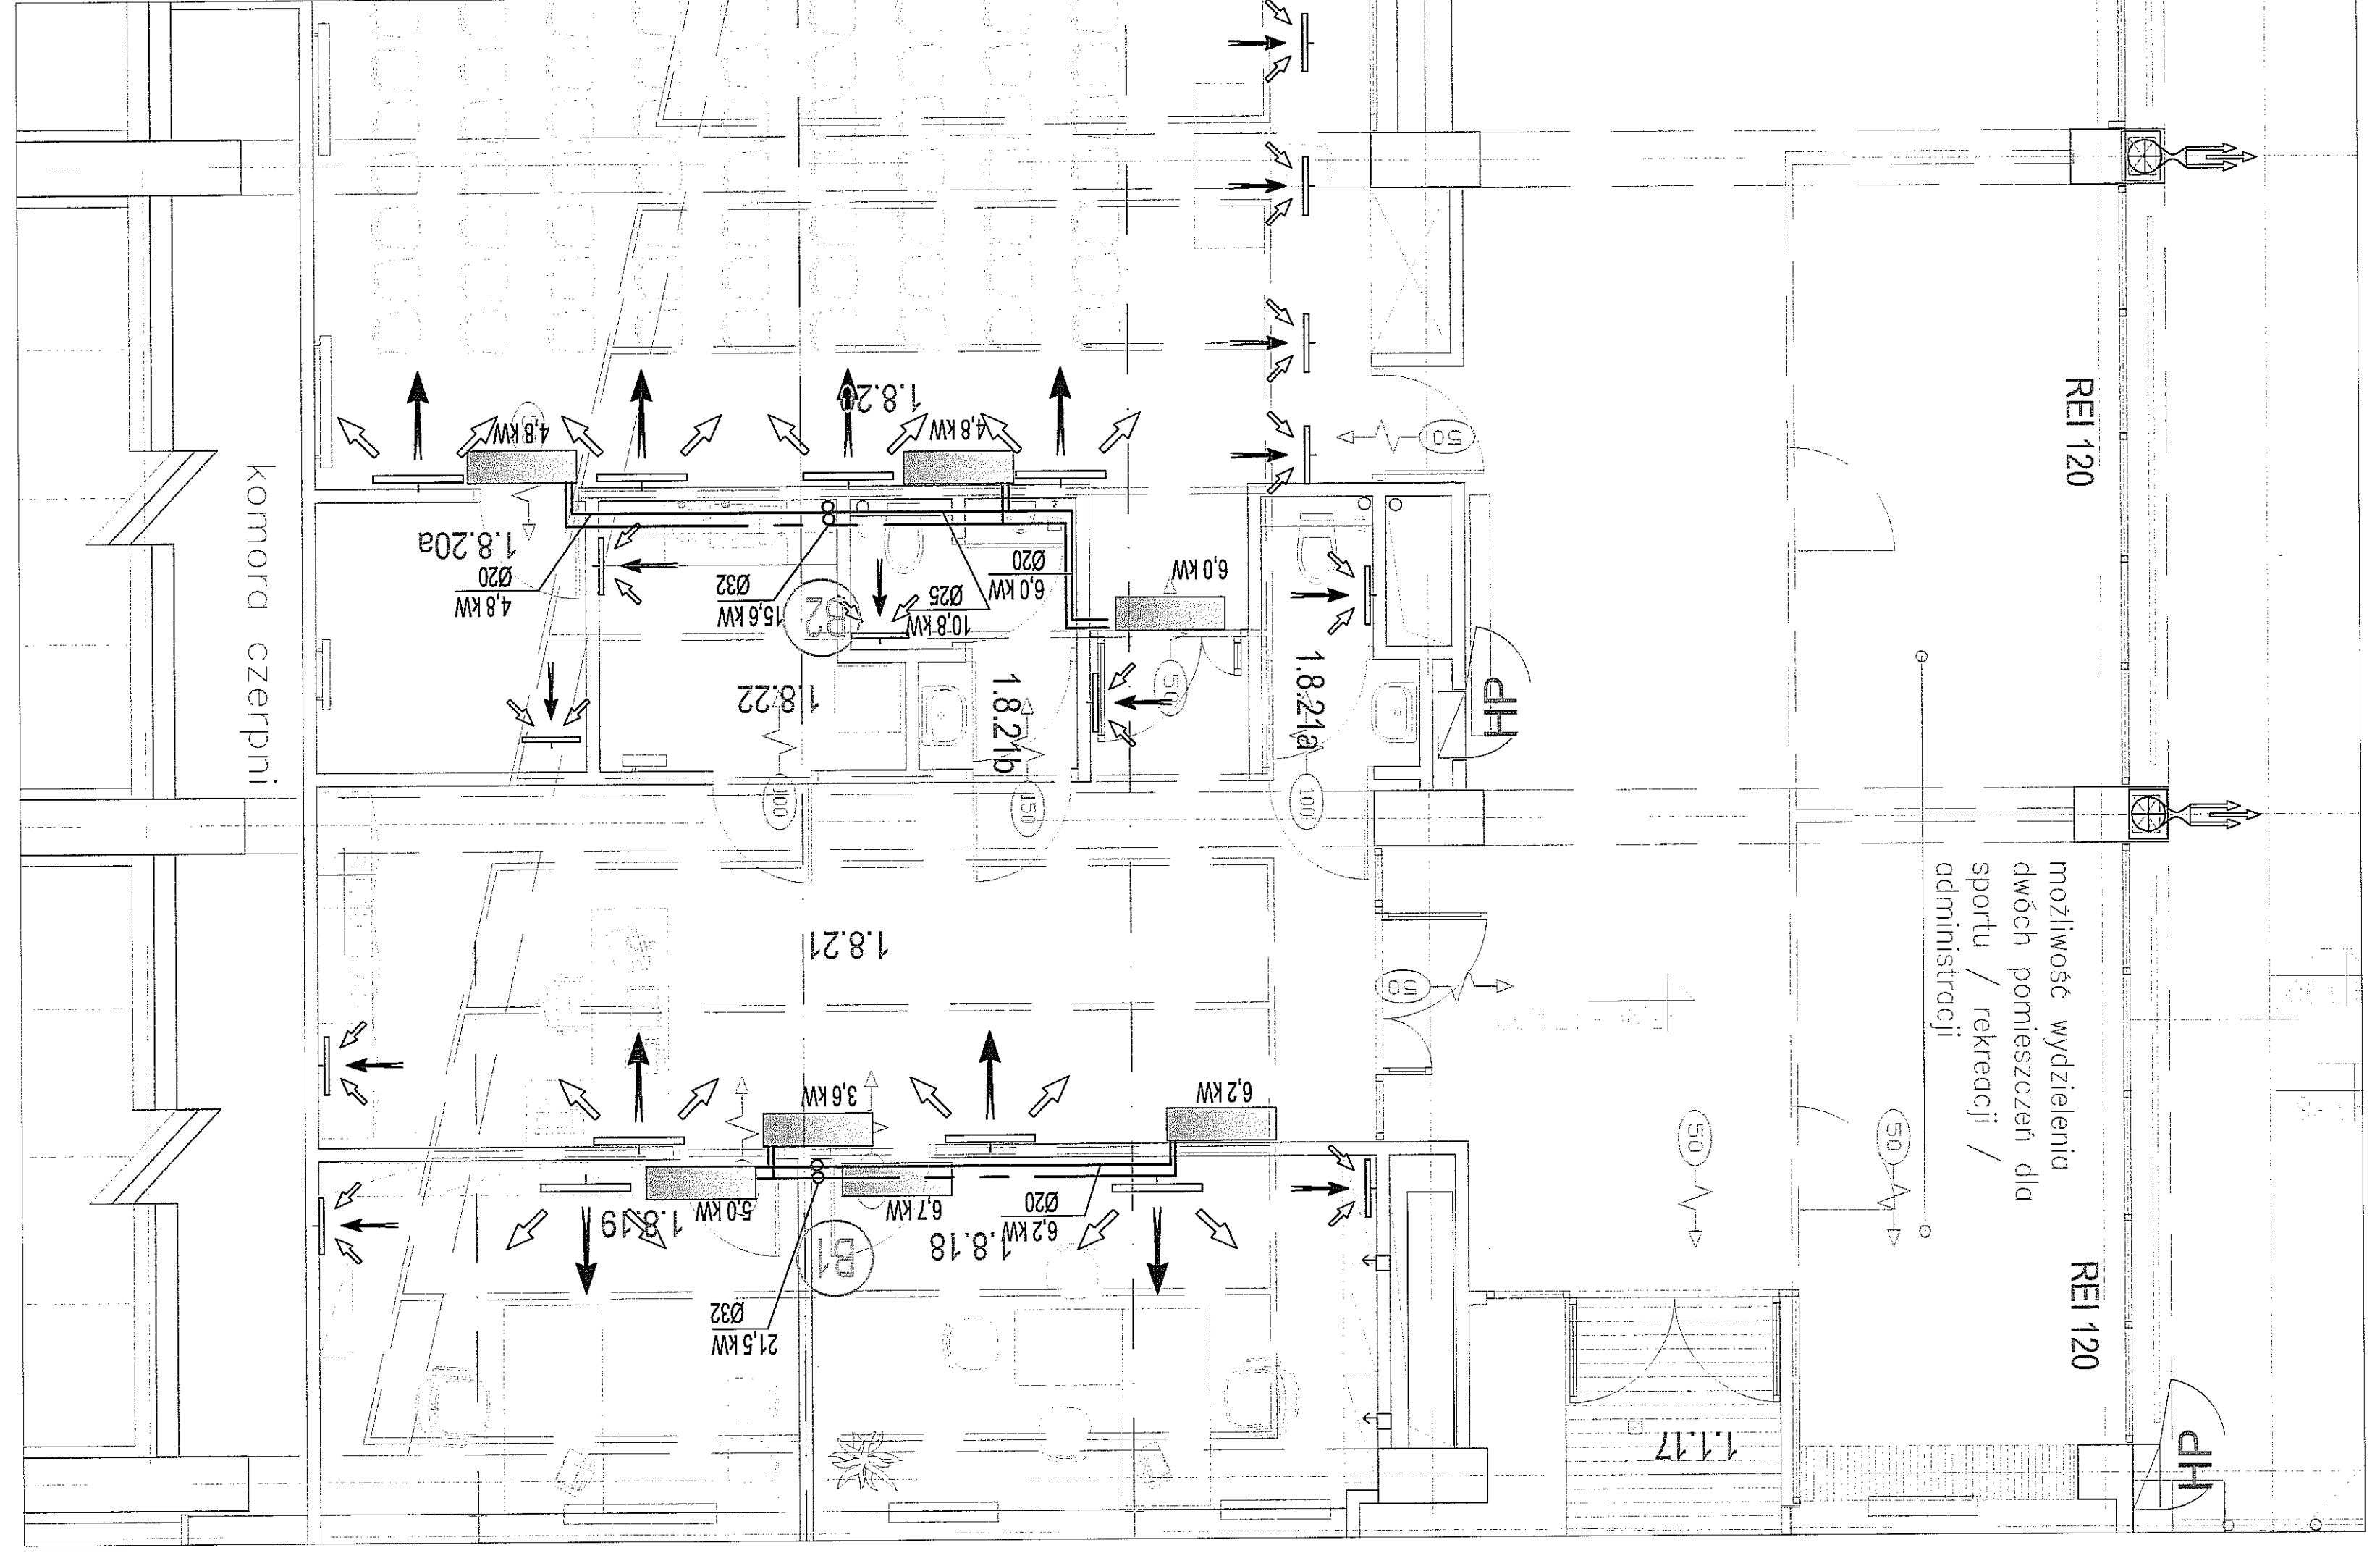 REI 120
50
1.8.2
4,8 kW
4,8 kW
komora czerpni
1.8.20a
Ø20
4,8 kW
Ø32
15,6 kW
B2
Ø25
10,8 kW
Ø20
6,0 kW
6,0 kW
50
1.8.22
1.8.21b
1.8.21a
HP
100
150
100
możliwość wydzielenia
dwóch pomieszczeń dla
sportu / rekreacji /
administracji
1.8.21
50
3,6 kW
6,2 kW
50
50
1.8.19
5,0 kW
6,7 kW
Ø20
6,2 kW
1.8.18
B1
Ø32
21,5 kW
REI 120
1.1.17
HP